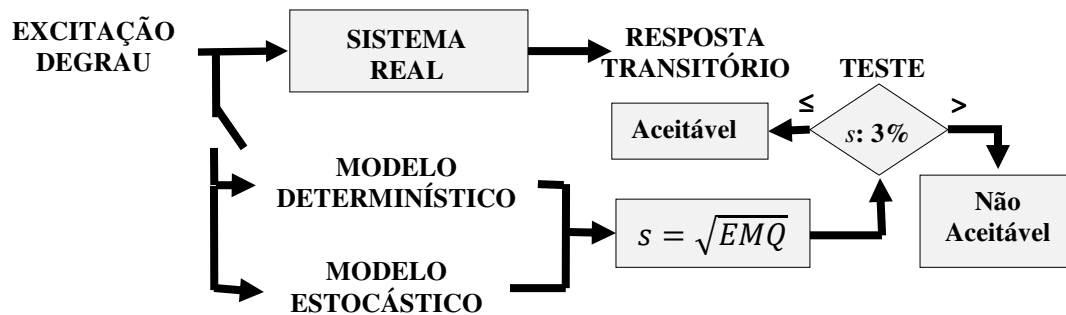 EXCITAÇÃO
DEGRAU
SISTEMA
REAL
RESPOSTA
TRANSITÓRIO
TESTE
≤
>
Aceitável
s: 3%
MODELO
DETERMINÍSTICO
s = √EMQ
Não
Aceitável
MODELO
ESTOCÁSTICO